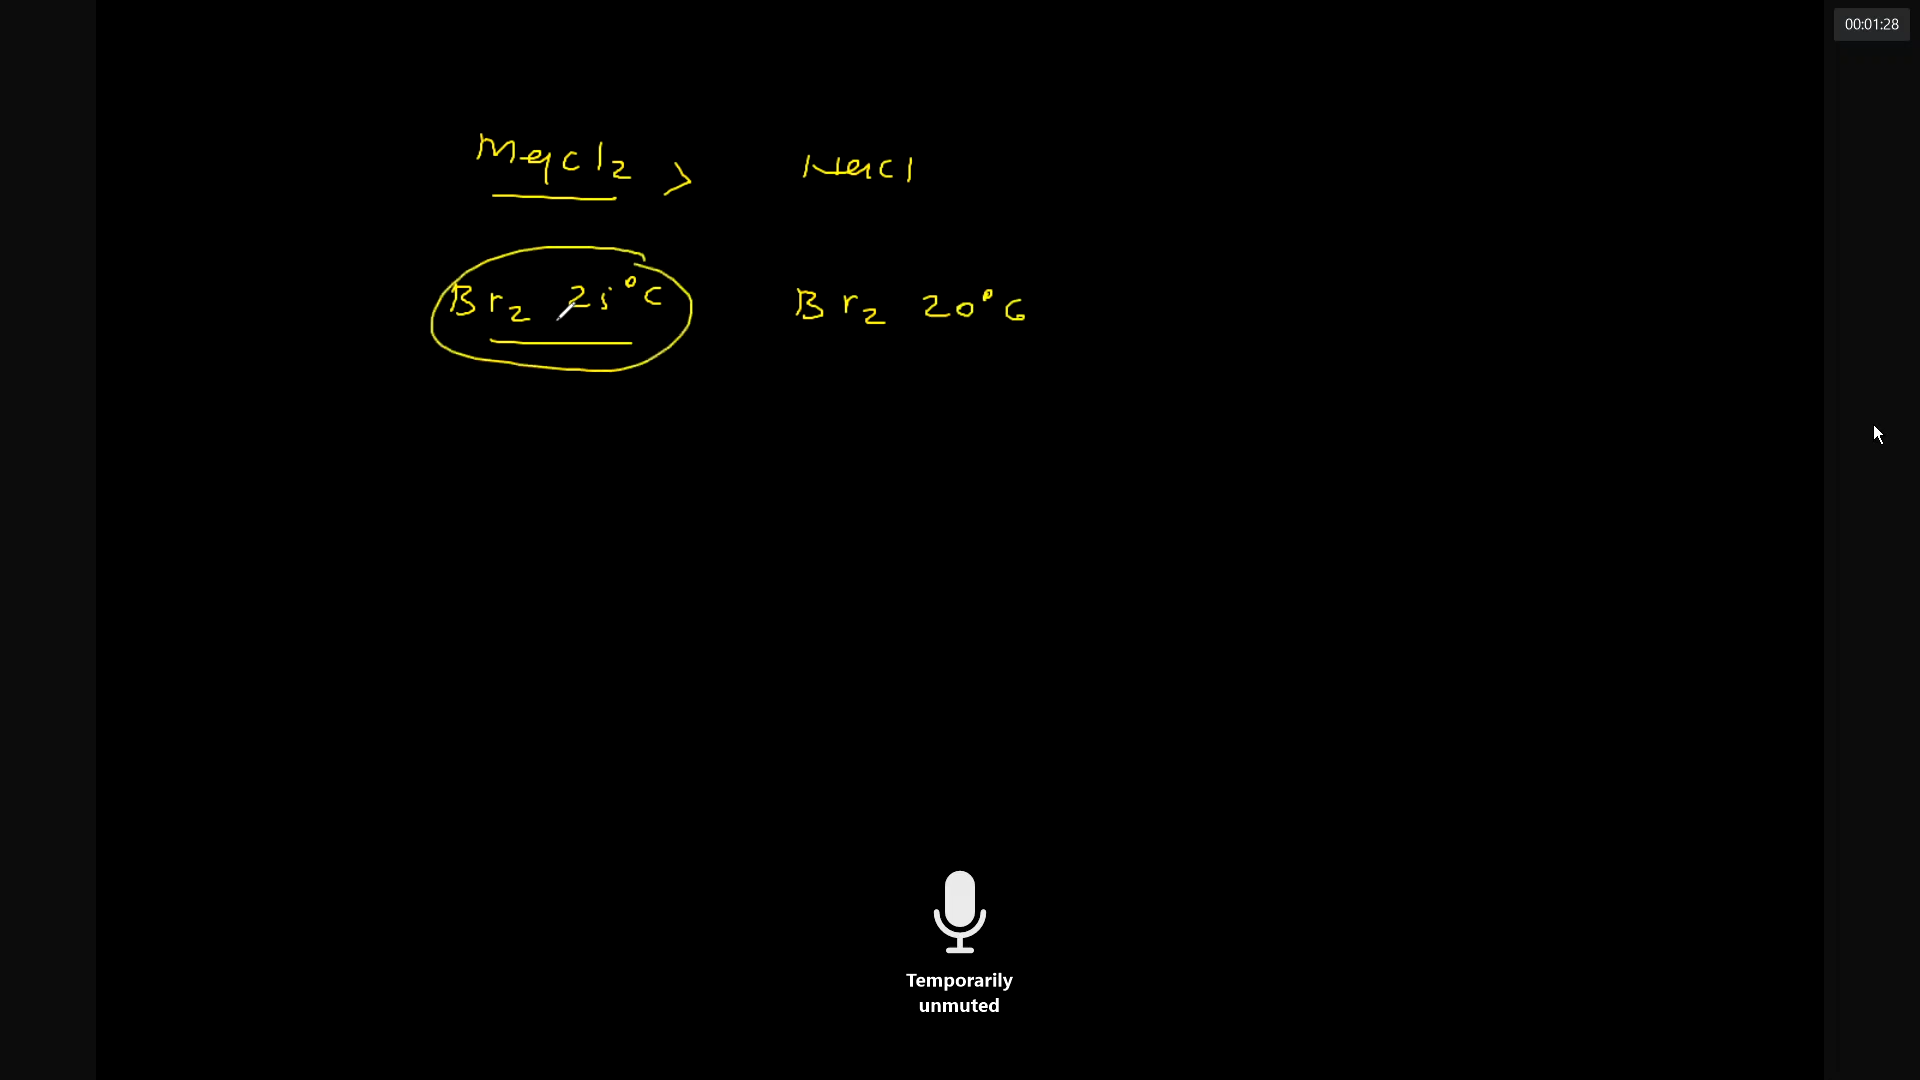 00:01:28
MgCl2 > NaCl
Br2 25°C Br2 20°C
Temporarily
unmuted